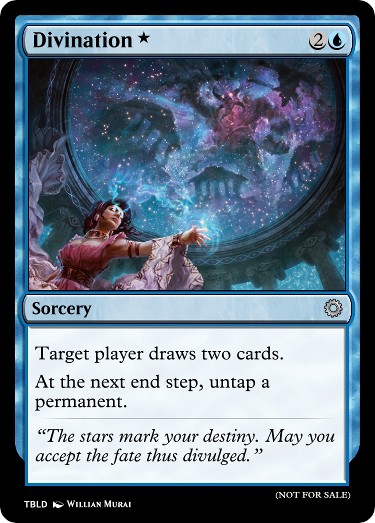 Divination ★ 2
Sorcery
Target player draws two cards.
At the next end step, untap a
permanent.
“The stars mark your destiny. May you
accept the fate thus divulged.”
TBLD Willian Murai (NOT FOR SALE)